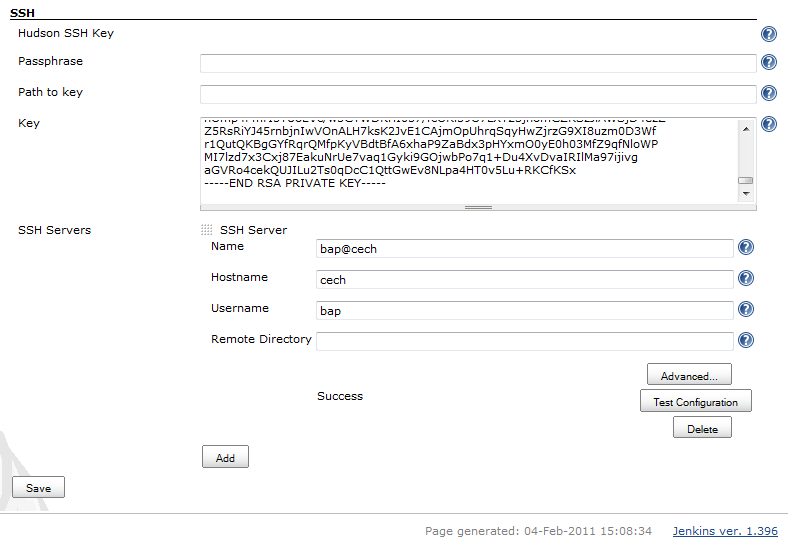 SSH
Hudson SSH Key
Passphrase
Path to key
Key
Z5RsRiYJ45rnbjnIwVOnALH7ksK2JvE1CAjmOpUhrqSqyHwZjrzG9XI8uzm0D3Wf
r1QutQKBgGYfRqrQMfpKyVBdtBfA6xhaP9ZaBdx3pHYxmO0yE0h03MfZ9qfNloWP
MI7lzd7x3Cxj87EakuNrUe7vaq1Gyki9GOjwbPo7q1+Du4XvDvaIRIlMa97ijivg
aGVRo4cekQUJILu2Ts0qDcC1QttGwEv8NLpa4HT0v5Lu+RKCfKSx
-----END RSA PRIVATE KEY-----
SSH Servers
SSH Server
Name
bap@cech
Hostname
cech
Username
bap
Remote Directory
Advanced...
Success
Test Configuration
Delete
Add
Save
Page generated: 04-Feb-2011 15:08:34 Jenkins ver. 1.396